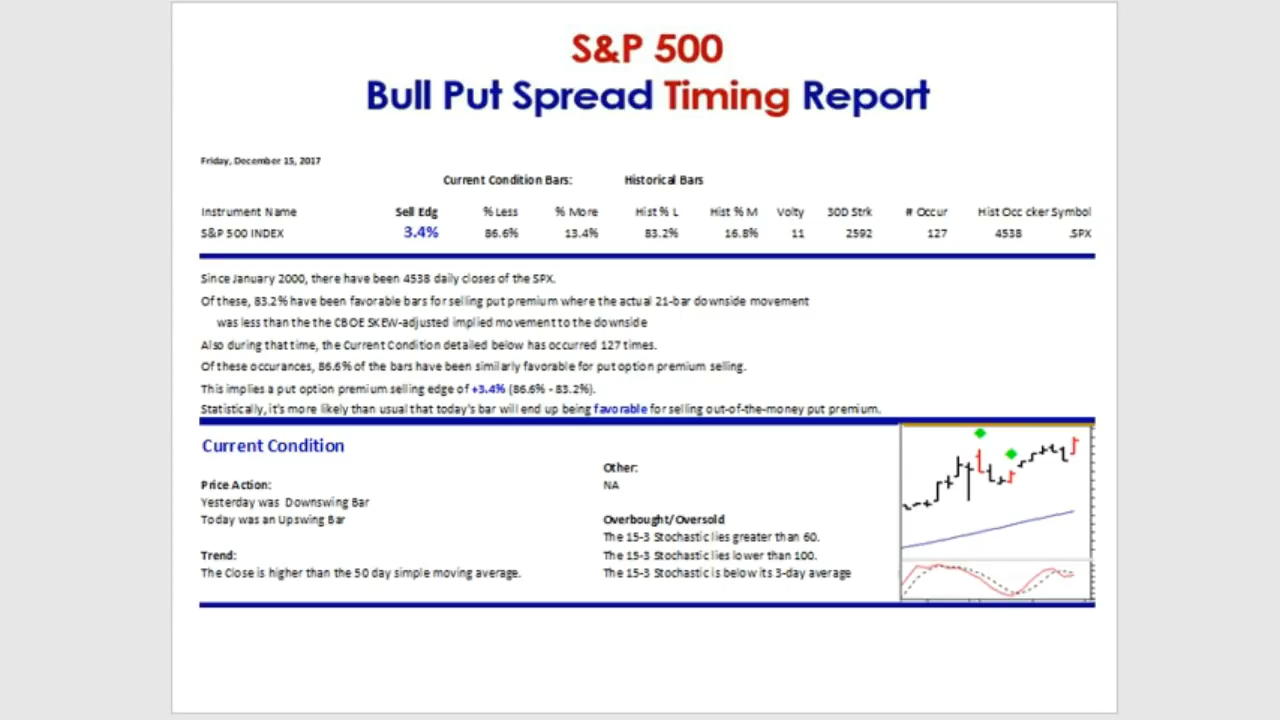 S&P 500
Bull Put Spread Timing Report
Friday, December 15, 2017
Current Condition Bars: Historical Bars
Instrument Name Sell Edg % Less % More Hist % L Hist % M Volty 30D Strk # Occur Hist Occ cker Symbol
S&P 500 INDEX 3.4% 86.6% 13.4% 83.2% 16.8% 11 2592 127 4538 .SPX
Since January 2000, there have been 4538 daily closes of the SPX.
Of these, 83.2% have been favorable bars for selling put premium where the actual 21-bar downside movement
was less than the the CBOE SKEW-adjusted implied movement to the downside
Also during that time, the Current Condition detailed below has occurred 127 times.
Of these occurances, 86.6% of the bars have been similarly favorable for put option premium selling.
This implies a put option premium selling edge of +3.4% (86.6% - 83.2%).
Statistically, it's more likely than usual that today's bar will end up being favorable for selling out-of-the-money put premium.
Current Condition
Other:
Price Action:
NA
Yesterday was Downswing Bar
Today was an Upswing Bar
Overbought/Oversold
The 15-3 Stochastic lies greater than 60.
Trend:
The 15-3 Stochastic lies lower than 100.
The Close is higher than the 50 day simple moving average.
The 15-3 Stochastic is below its 3-day average